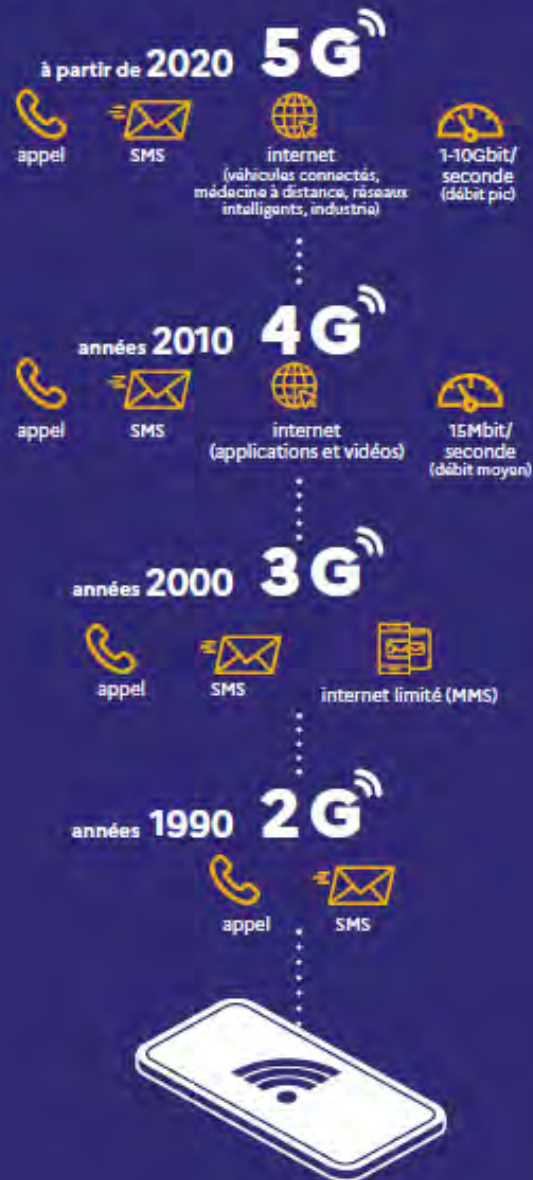 à partir de 2020 5G
appel
SMS
internet
(véhicules connectés,
médecine à distance, réseaux
intelligents, industrie)
1-10Gbit/
seconde
(débit pic)
années 2010 4G
appel
SMS
internet
(applications et vidéos)
15Mbit/
seconde
(débit moyen)
années 2000 3G
appel
SMS
internet limité (MMS)
années 1990 2G
appel
SMS